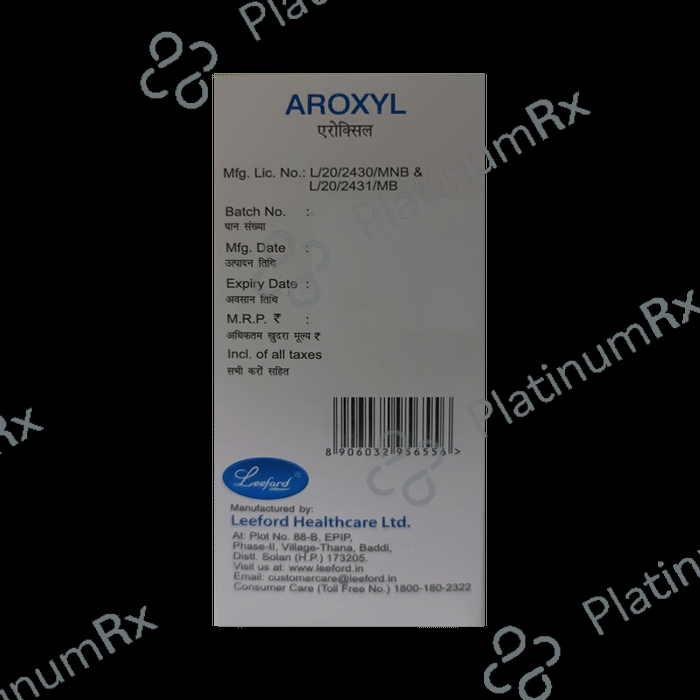 AROXYL
एरोक्सिल
Mfg. Lic. No.: L/20/2430/MNB &
L/20/2431/MB
Batch No. :
घान संख्या
Mfg. Date :
उत्पादन तिथि
Expiry Date :
अवसान तिथि
M.R.P. ₹ :
अधिकतम खुदरा मूल्य ₹
Incl. of all taxes
सभी करों सहित
8 906032 956556 >
Leeford®
Manufactured by:
Leeford Healthcare Ltd.
At: Plot No. 88-B, EPIP,
Phase-II, Village-Thana, Baddi,
Distt. Solan (H.P.) 173205.
Visit us at: www.leeford.in
Email: customercare@leeford.in
Consumer Care (Toll Free No.) 1800-180-2322
PlatinumRx
PlatinumRx
PlatinumRx
PlatinumRx
PlatinumRx